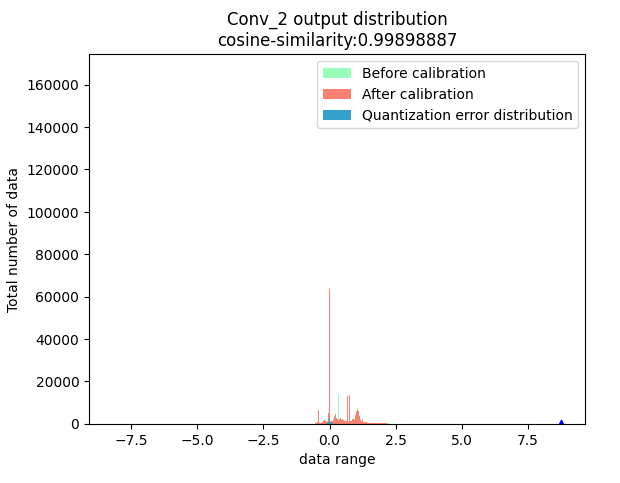 Conv_2 output distribution
cosine-similarity:0.99898887
Before calibration
After calibration
Quantization error distribution
Total number of data
160000
140000
120000
100000
80000
60000
40000
20000
0
−7.5
−5.0
−2.5
0.0
2.5
5.0
7.5
data range